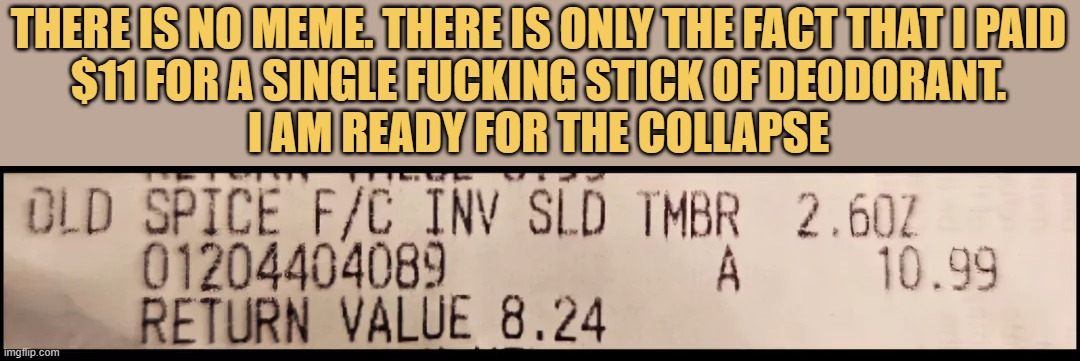 THERE IS NO MEME. THERE IS ONLY THE FACT THAT I PAID
$11 FOR A SINGLE FUCKING STICK OF DEODORANT.
I AM READY FOR THE COLLAPSE
OLD SPICE F/C INV SLD TMBR 2.6OZ
01204404089 A 10.99
RETURN VALUE 8.24
imgflip.com